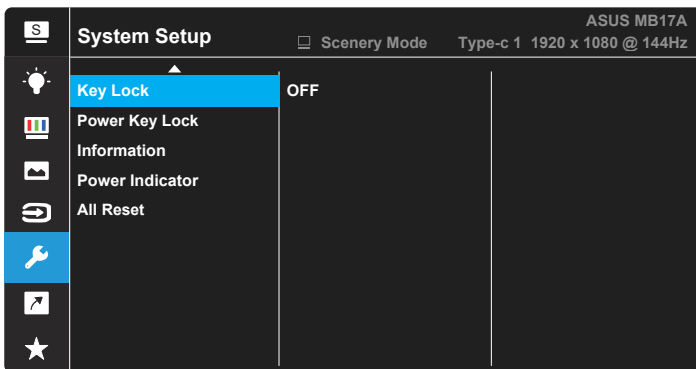 S
ASUS MB17A
System Setup
Scenery Mode Type-c 1 1920 x 1080 @ 144Hz
Key Lock OFF
Power Key Lock
Information
Power Indicator
All Reset